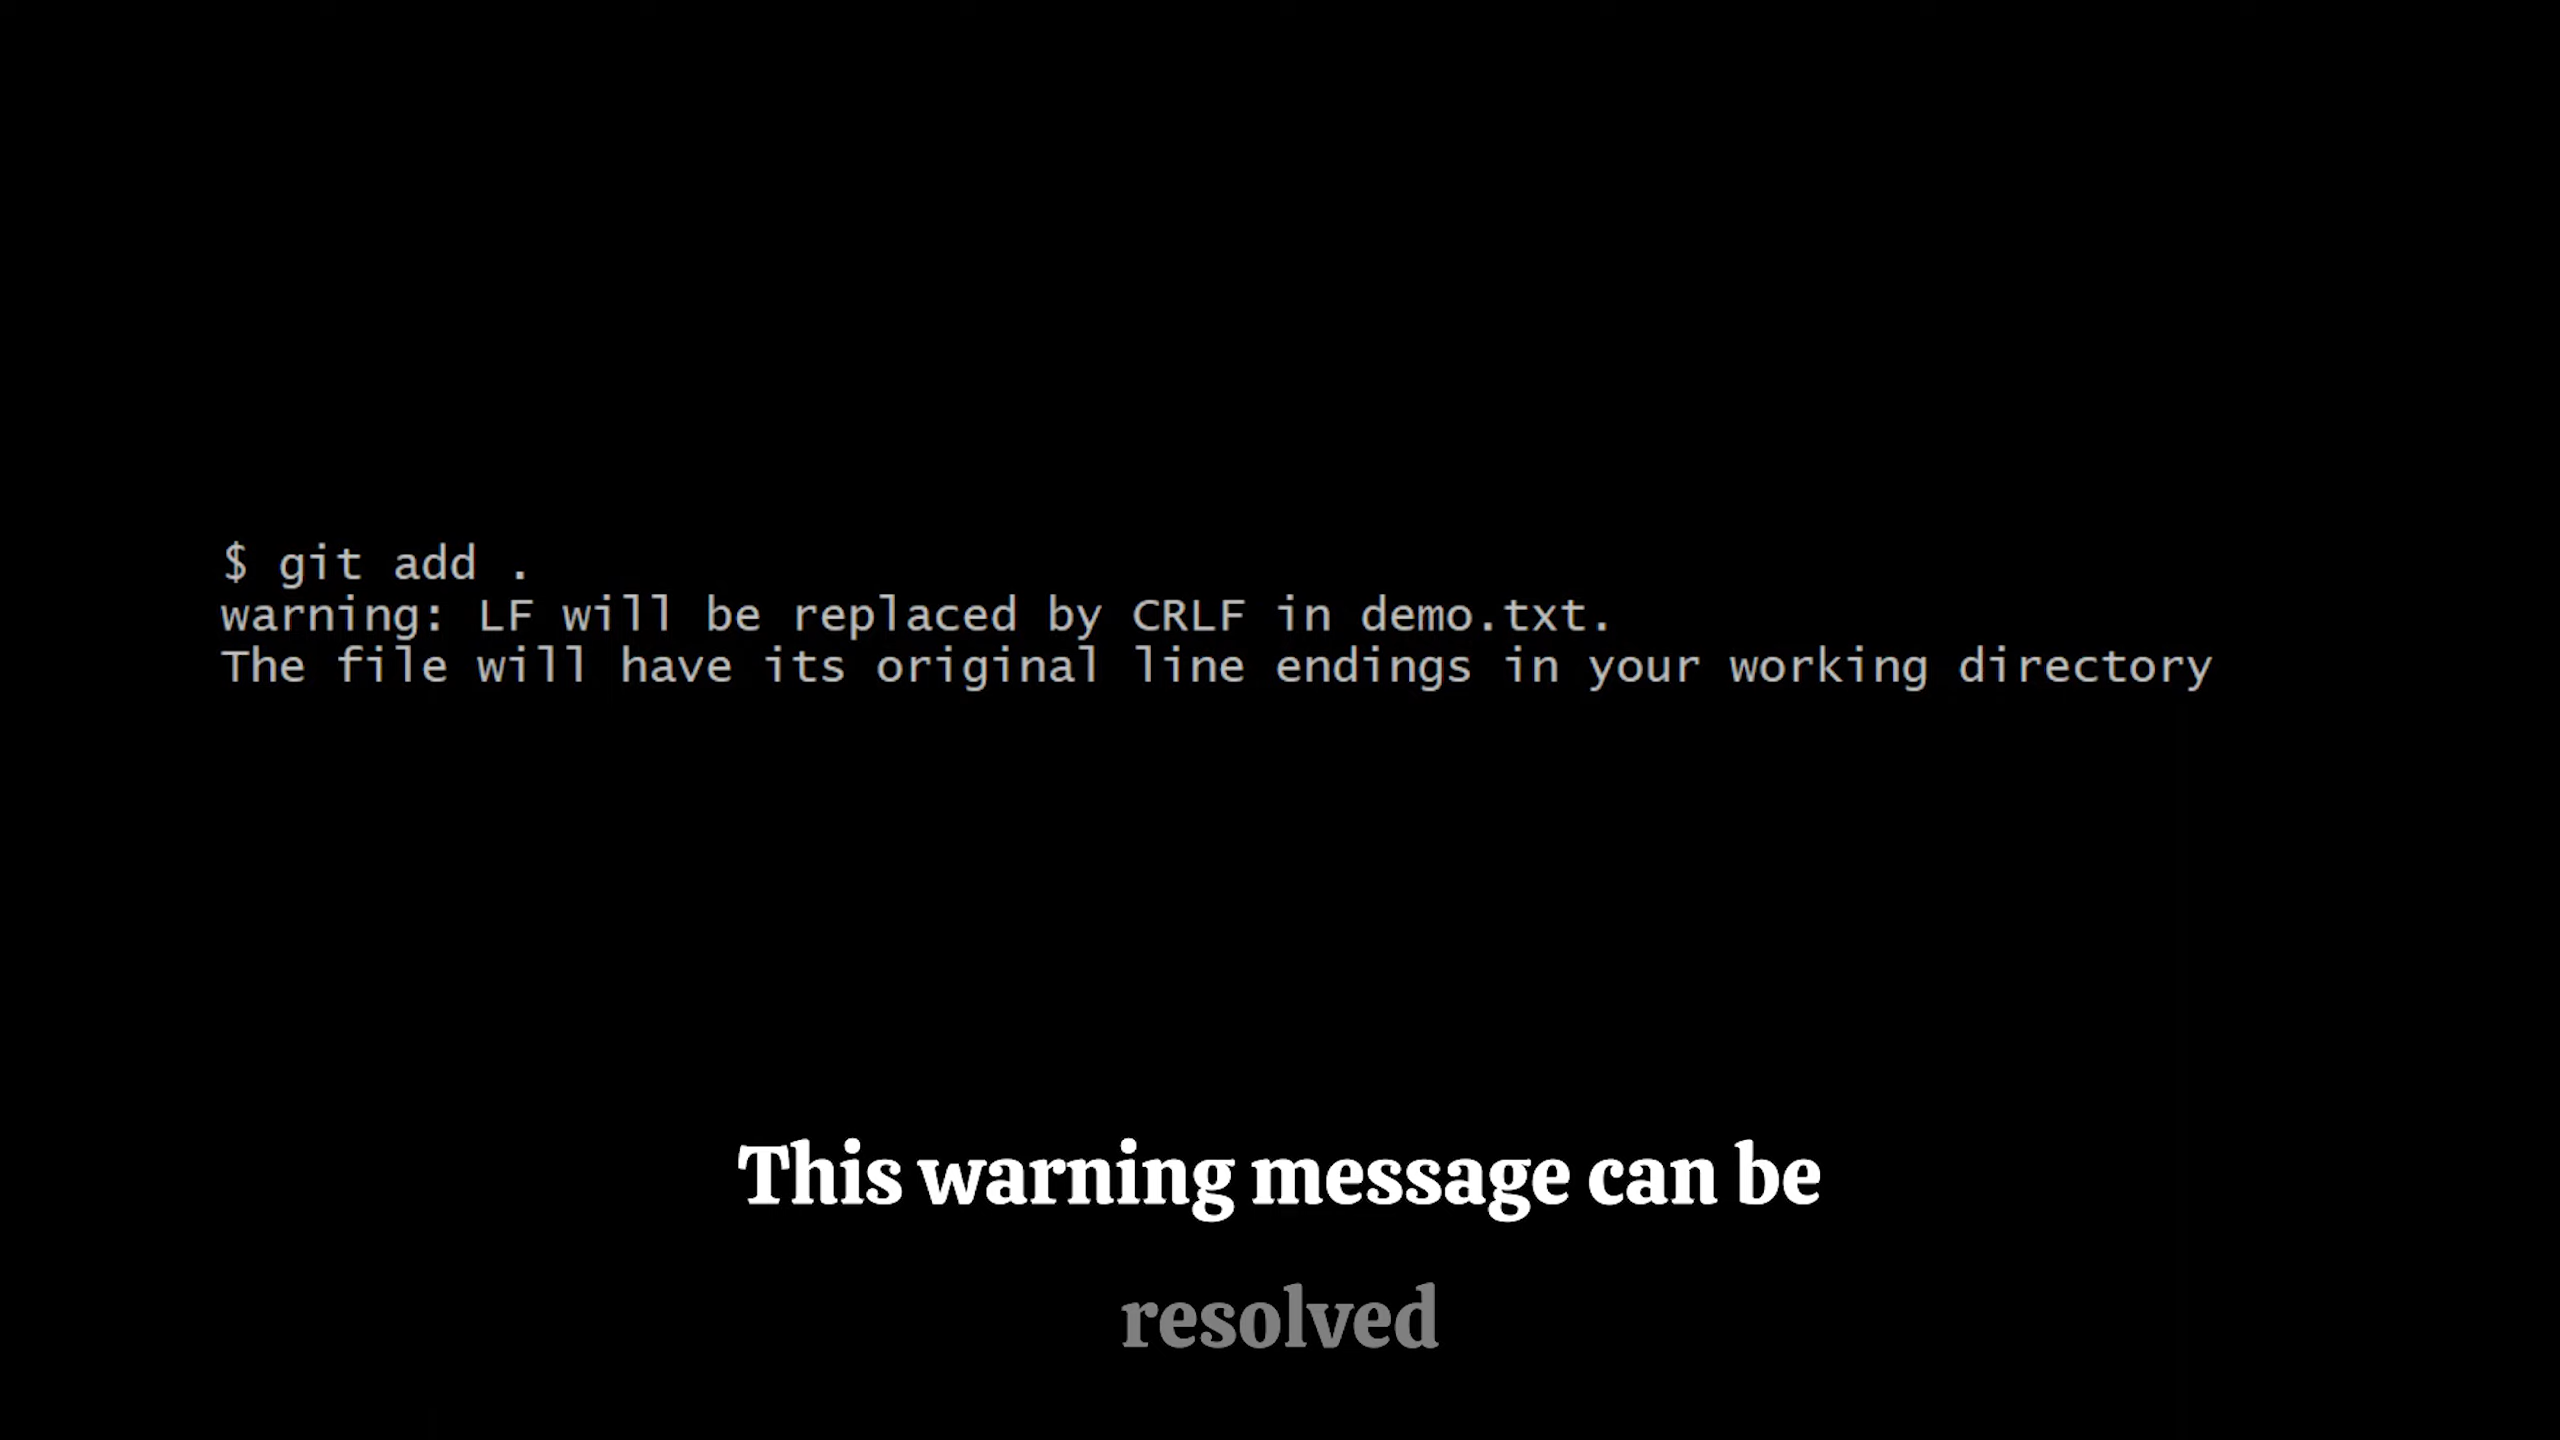 $ git add .
warning: LF will be replaced by CRLF in demo.txt.
The file will have its original line endings in your working directory
This warning message can be
resolved